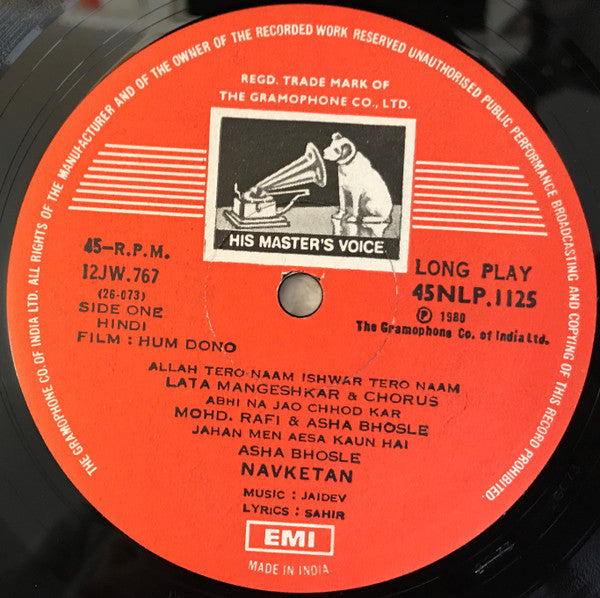 THE GRAMOPHONE CO. OF INDIA LTD. ALL RIGHTS OF THE MANUFACTURER AND OF THE OWNER OF THE RECORDED WORK RESERVED UNAUTHORISED PUBLIC PERFORMANCE BROADCASTING AND COPYING OF THIS RECORD PROHIBITED.
REGD. TRADE MARK OF
THE GRAMOPHONE CO., LTD.
HIS MASTER'S VOICE
45-R.P.M.
12JW.767
(26-073)
SIDE ONE
HINDI
FILM : HUM DONO
LONG PLAY
45NLP.1125
Ⓟ 1980
The Gramophone Co. of India Ltd.
ALLAH TERO NAAM ISHWAR TERO NAAM
LATA MANGESHKAR & CHORUS
ABHI NA JAO CHHOD KAR
MOHD. RAFI & ASHA BHOSLE
JAHAN MEN AESA KAUN HAI
ASHA BHOSLE
NAVKETAN
MUSIC : JAIDEV
LYRICS : SAHIR
EMI
MADE IN INDIA